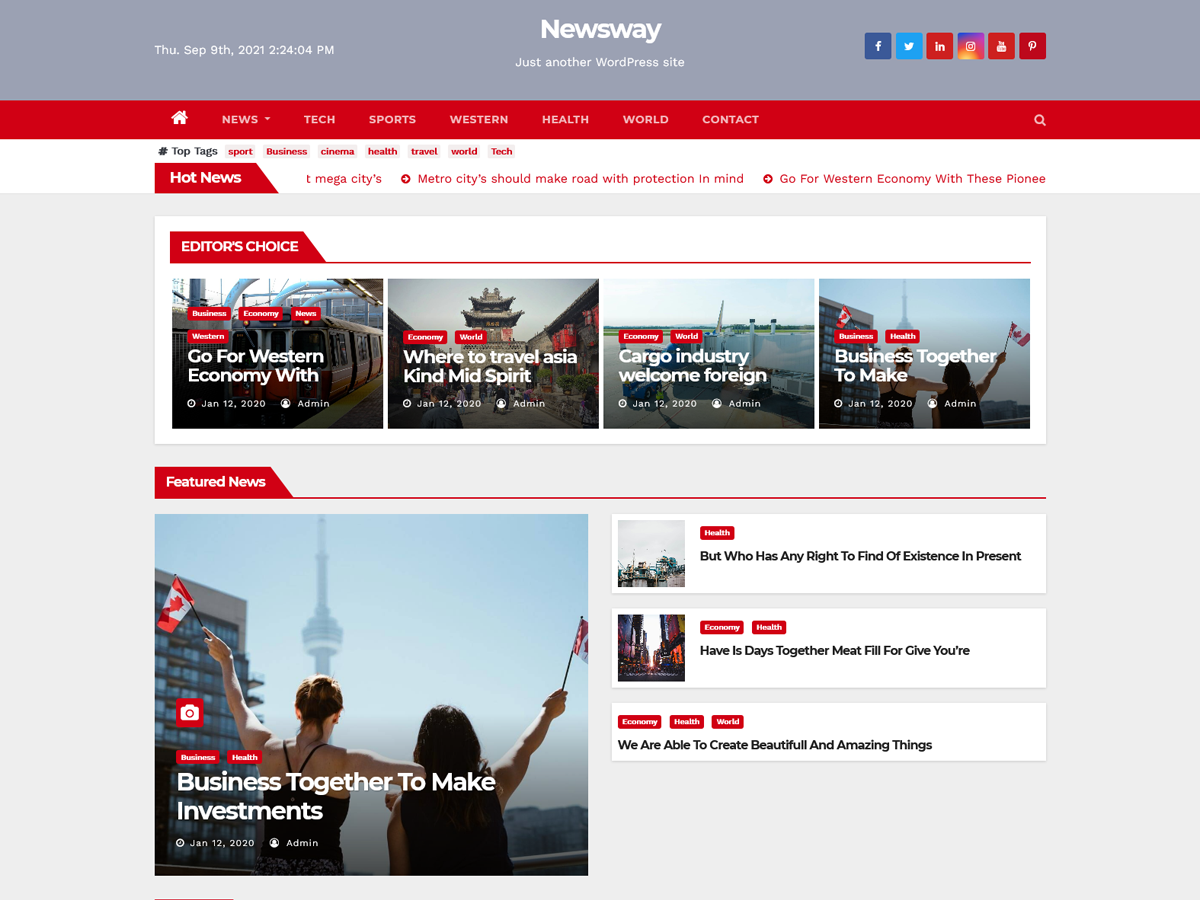 Newsway
Thu. Sep 9th, 2021 2:24:04 PM
Just another WordPress site
NEWS TECH SPORTS WESTERN HEALTH WORLD CONTACT
# Top Tags sport Business cinema health travel world Tech
Hot News t mega city’s Metro city’s should make road with protection In mind Go For Western Economy With These Pionee
EDITOR'S CHOICE
Business Economy News
Western
Go For Western
Economy With
Jan 12, 2020 Admin
Economy World
Where to travel asia
Kind Mid Spirit
Jan 12, 2020 Admin
Economy World
Cargo industry
welcome foreign
Jan 12, 2020 Admin
Business Health
Business Together
To Make
Jan 12, 2020 Admin
Featured News
Business Health
Business Together To Make
Investments
Jan 12, 2020 Admin
Health
But Who Has Any Right To Find Of Existence In Present
Economy Health
Have Is Days Together Meat Fill For Give You’re
Economy Health World
We Are Able To Create Beautifull And Amazing Things